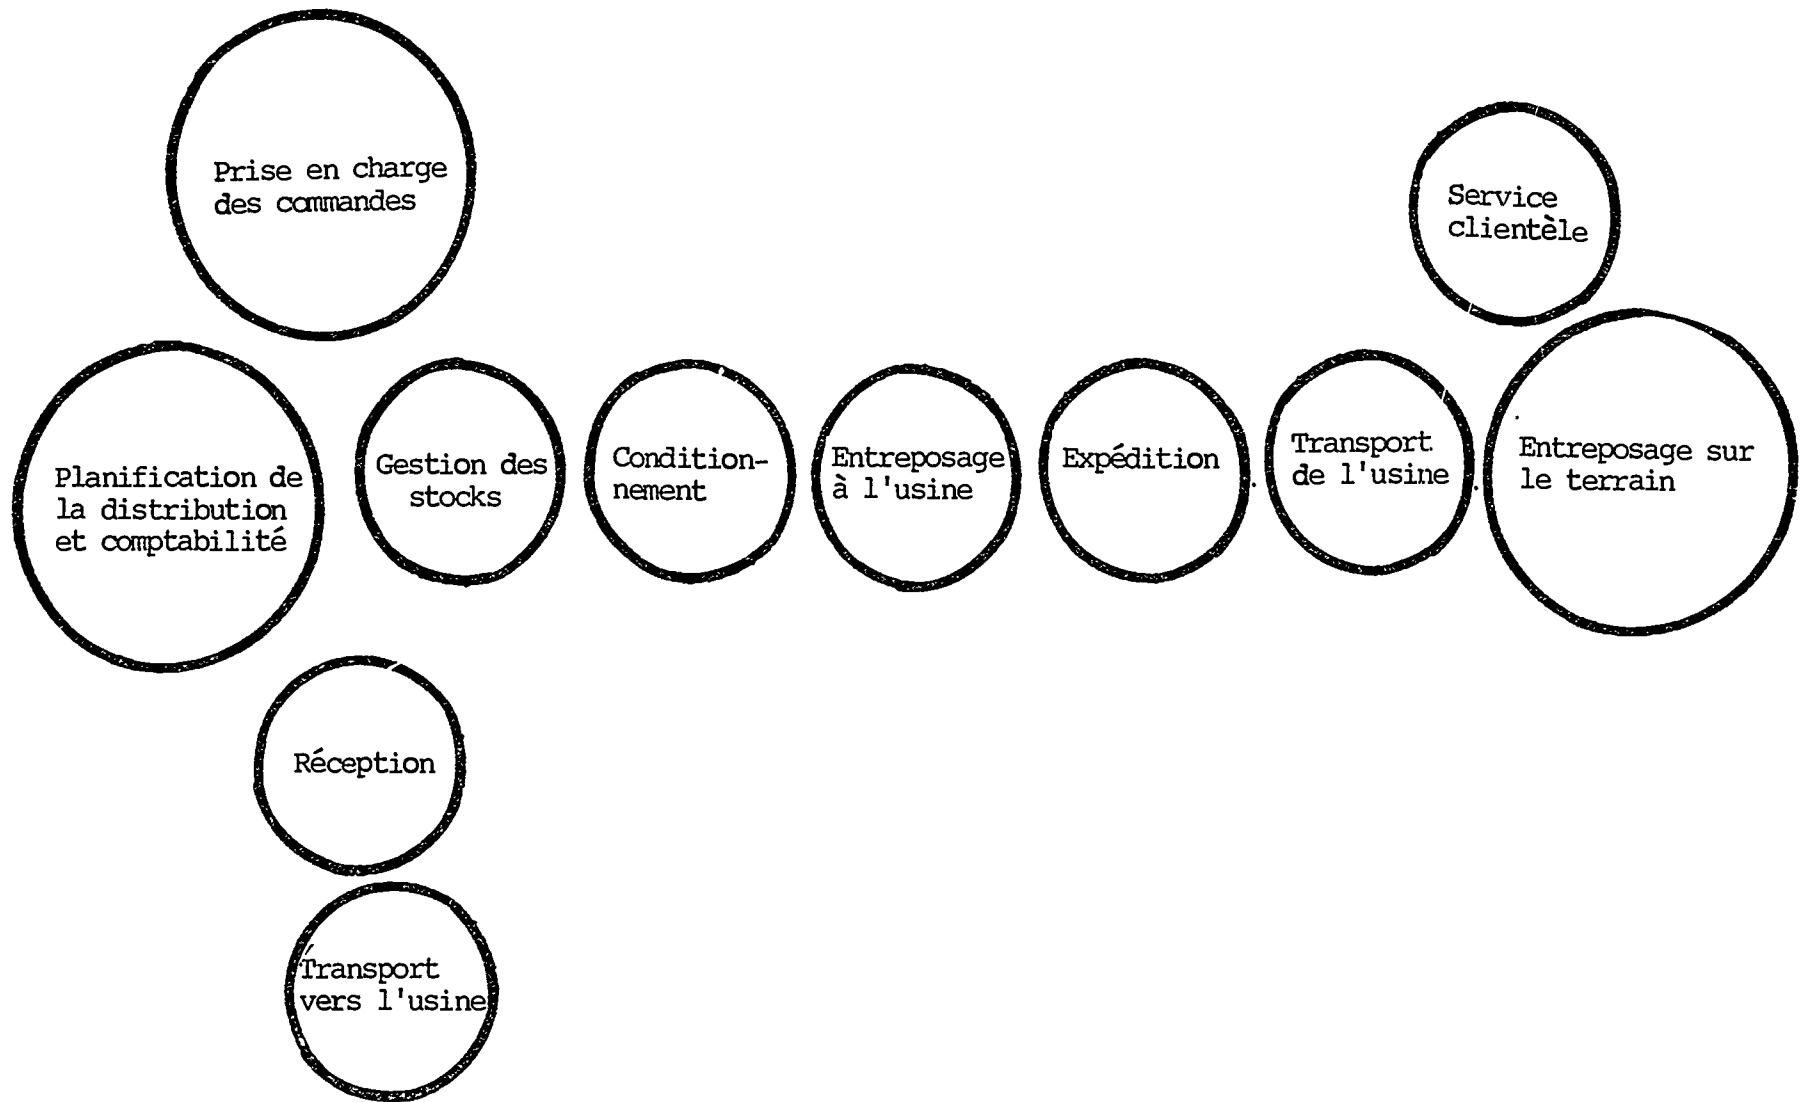 Prise en charge
des commandes
Service
clientèle
Planification de
la distribution
et comptabilité
Gestion des
stocks
Condition-
nement
Entreposage
à l'usine
Expédition
Transport
de l'usine
Entreposage sur
le terrain
Réception
Transport
vers l'usine